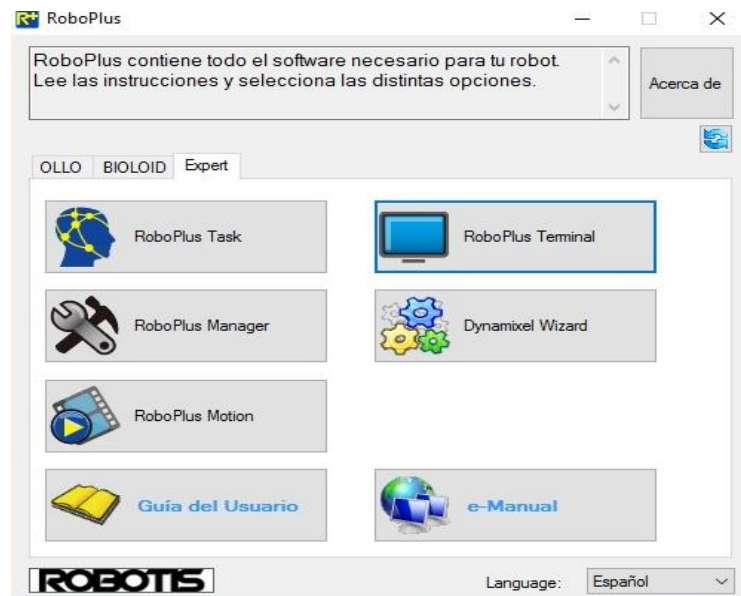 RoboPlus
RoboPlus contiene todo el software necesario para tu robot.
Lee las instrucciones y selecciona las distintas opciones.
Acerca de
OLLO BIOLOID Expert
RoboPlus Task
RoboPlus Terminal
RoboPlus Manager
Dynamixel Wizard
RoboPlus Motion
Guía del Usuario
e-Manual
ROBOTIS
Language: Español